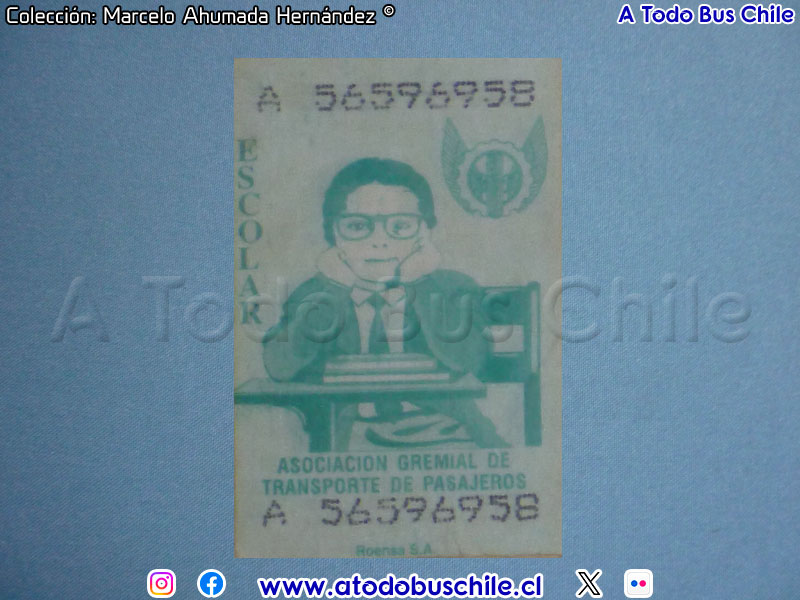 Colección: Marcelo Ahumada Hernández ©
A Todo Bus Chile
A 56596958
ESCOLAR
A Todo Bus Chile
ASOCIACION GREMIAL DE
TRANSPORTE DE PASAJEROS
A 56596958
Roensa S.A.
www.atodobuschile.cl